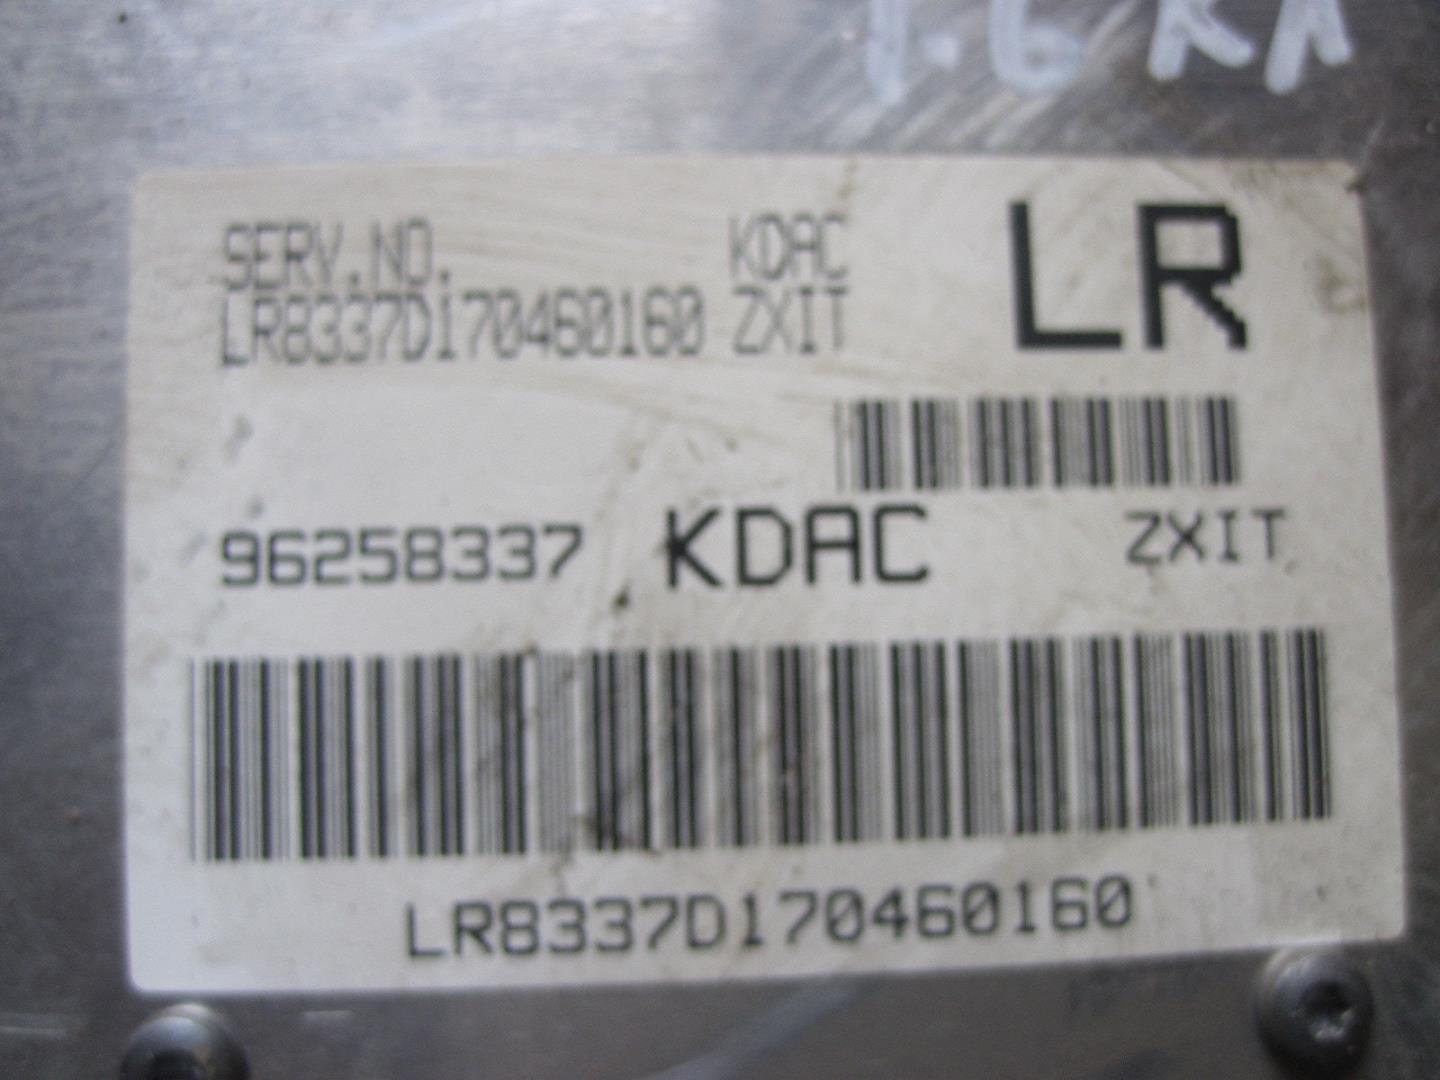 SERV.NO. KDAC LR
LR8337D170460160 ZXIT
96258337 KDAC ZXIT
LR8337D170460160